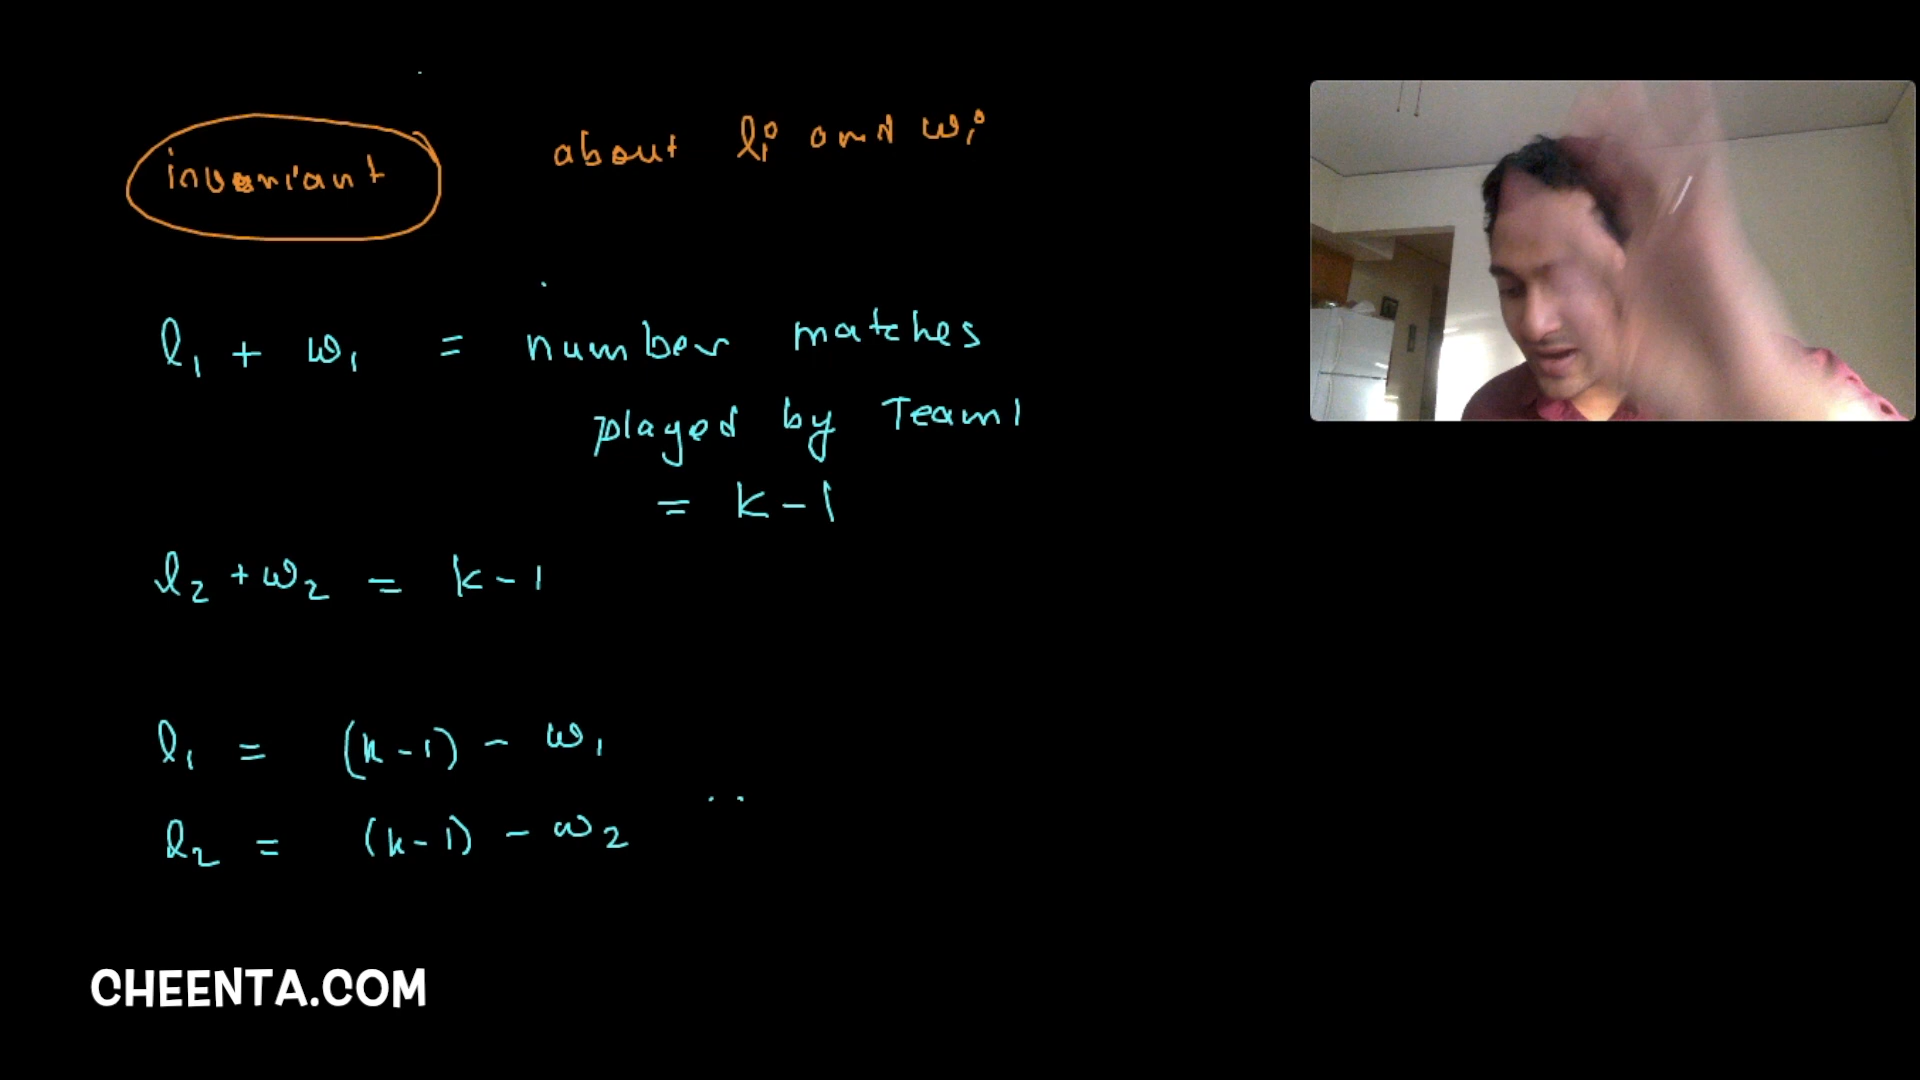 invariant about li and wi
l1 + w1 = number matches
played by Team 1
= k-1
l2 + w2 = k-1
l1 = (k-1) - w1
l2 = (k-1) - w2 ..
CHEENTA.COM